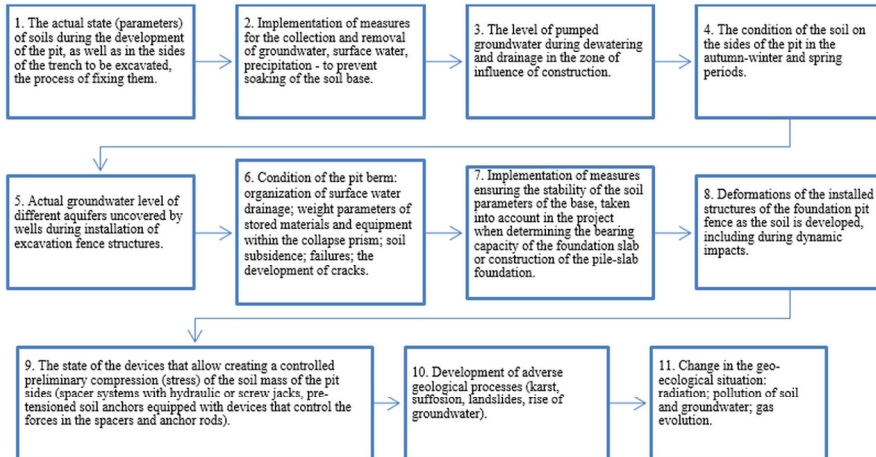 1. The actual state (parameters)
of soils during the development
of the pit, as well as in the sides
of the trench to be excavated,
the process of fixing them.
2. Implementation of measures
for the collection and removal
of groundwater, surface water,
precipitation - to prevent
soaking of the soil base.
3. The level of pumped
groundwater during dewatering
and drainage in the zone of
influence of construction.
4. The condition of the soil on
the sides of the pit in the
autumn-winter and spring
periods.
5. Actual groundwater level of
different aquifers uncovered by
wells during installation of
excavation fence structures.
6. Condition of the pit berm:
organization of surface water
drainage; weight parameters of
stored materials and equipment
within the collapse prism; soil
subsidence; failures; the
development of cracks.
7. Implementation of measures
ensuring the stability of the soil
parameters of the base, taken
into account in the project
when determining the bearing
capacity of the foundation slab
or construction of the pile-slab
foundation.
8. Deformations of the installed
structures of the foundation pit
fence as the soil is developed,
including during dynamic
impacts.
9. The state of the devices that allow creating a controlled
preliminary compression (stress) of the soil mass of the pit
sides (spacer systems with hydraulic or screw jacks, pre-
tensioned soil anchors equipped with devices that control the
forces in the spacers and anchor rods).
10. Development of adverse
geological processes (karst,
suffosion, landslides, rise of
groundwater).
11. Change in the geo-
ecological situation:
radiation; pollution of soil
and groundwater; gas
evolution.